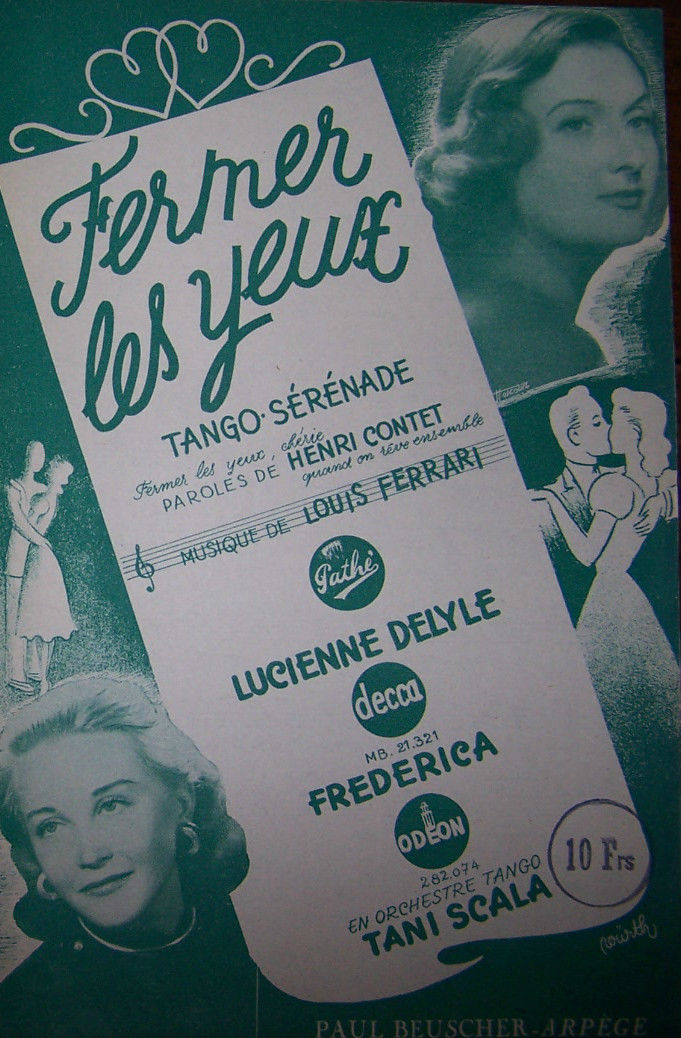 Fermer
les yeux
TANGO-SÉRÉNADE
Fermer les yeux, chérie
PAROLES DE HENRI CONTET
quand on rêve ensemble
MUSIQUE DE LOUIS FERRARI
Pathé
LUCIENNE DELYLE
decca
MB. 21.321
FREDERICA
ODEON
282.074
EN ORCHESTRE TANGO
TANI SCALA
10 Frs
würth
PAUL BEUSCHER-ARPÈGE